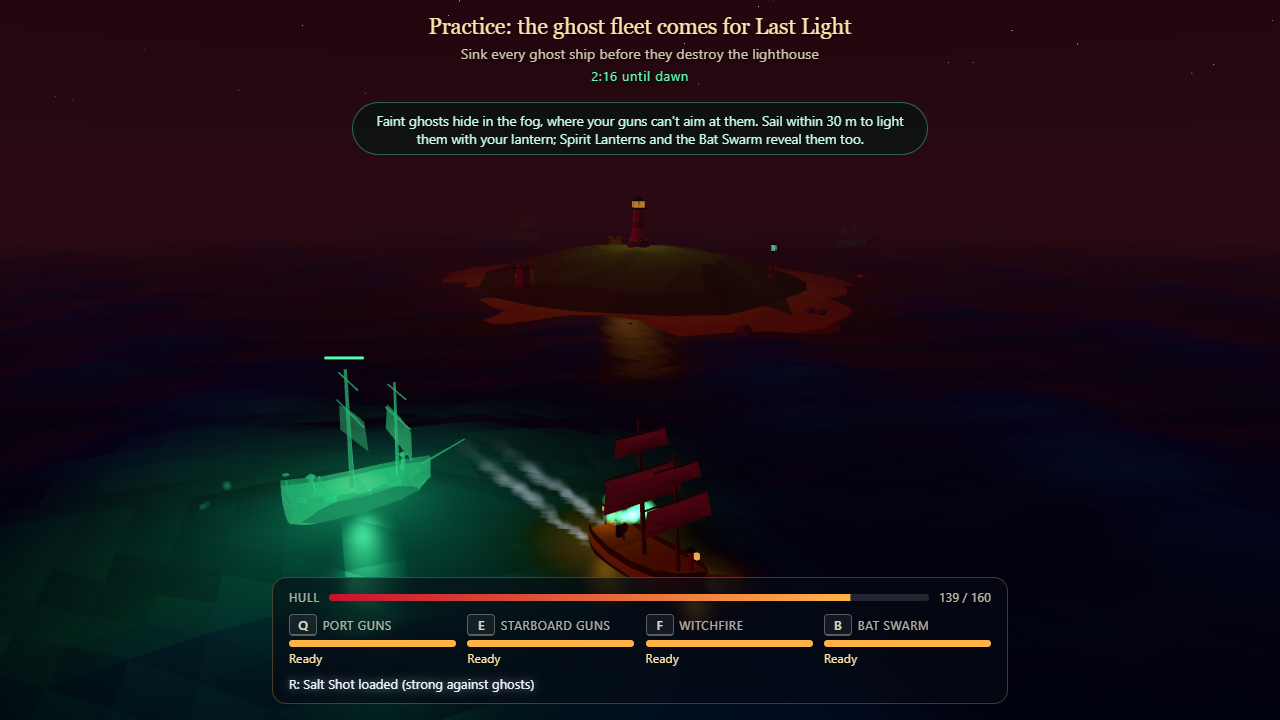 Practice: the ghost fleet comes for Last Light
Sink every ghost ship before they destroy the lighthouse
2:16 until dawn
Faint ghosts hide in the fog, where your guns can't aim at them. Sail within 30 m to light
them with your lantern; Spirit Lanterns and the Bat Swarm reveal them too.
HULL 139 / 160
Q PORT GUNS E STARBOARD GUNS F WITCHFIRE B BAT SWARM
Ready Ready Ready Ready
R: Salt Shot loaded (strong against ghosts)